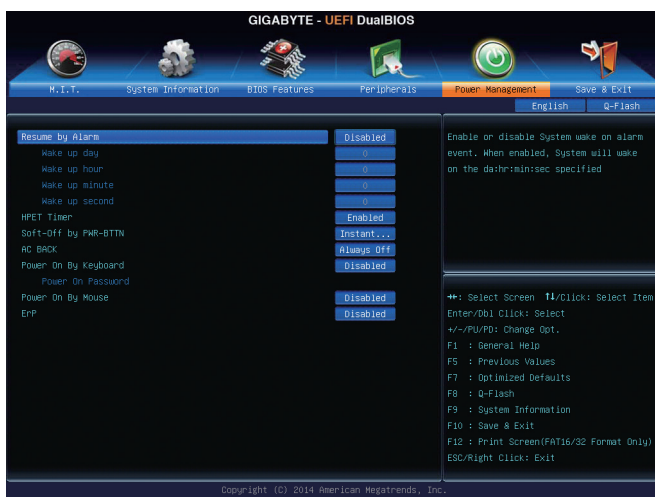 GIGABYTE - UEFI DualBIOS
M.I.T. System Information BIOS Features Peripherals Power Management Save & Exit
English Q-Flash
Resume by Alarm Disabled
Wake up day 0
Wake up hour 0
Wake up minute 0
Wake up second 0
HPET Timer Enabled
Soft-Off by PWR-BTTN Instant...
AC BACK Always Off
Power On By Keyboard Disabled
Power On Password
Power On By Mouse Disabled
ErP Disabled
Enable or disable System wake on alarm
event. When enabled, System will wake
on the da:hr:min:sec specified
→←: Select Screen ↑↓/Click: Select Item
Enter/Dbl Click: Select
+/-/PU/PD: Change Opt.
F1 : General Help
F5 : Previous Values
F7 : Optimized Defaults
F8 : Q-Flash
F9 : System Information
F10 : Save & Exit
F12 : Print Screen(FAT16/32 Format Only)
ESC/Right Click: Exit
Copyright (C) 2014 American Megatrends, Inc.